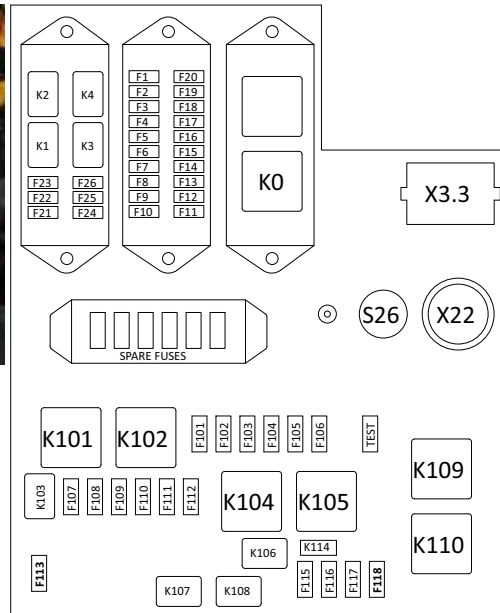 F1 F20
K2 K4 F2 F19
F3 F18
F4 F17
K1 K3 F5 F16
F6 F15
F7 F14 K0
F23 F26 F8 F13 X3.3
F22 F25 F9 F12
F21 F24 F10 F11
S26 X22
SPARE FUSES
K101 K102 F101 F102 F103 F104 F105 F106 TEST
K109
K103 F107 F108 F109 F110 F111 F112 K104 K105
K106 K114 K110
F113 F115 F116 F117 F118
K107 K108